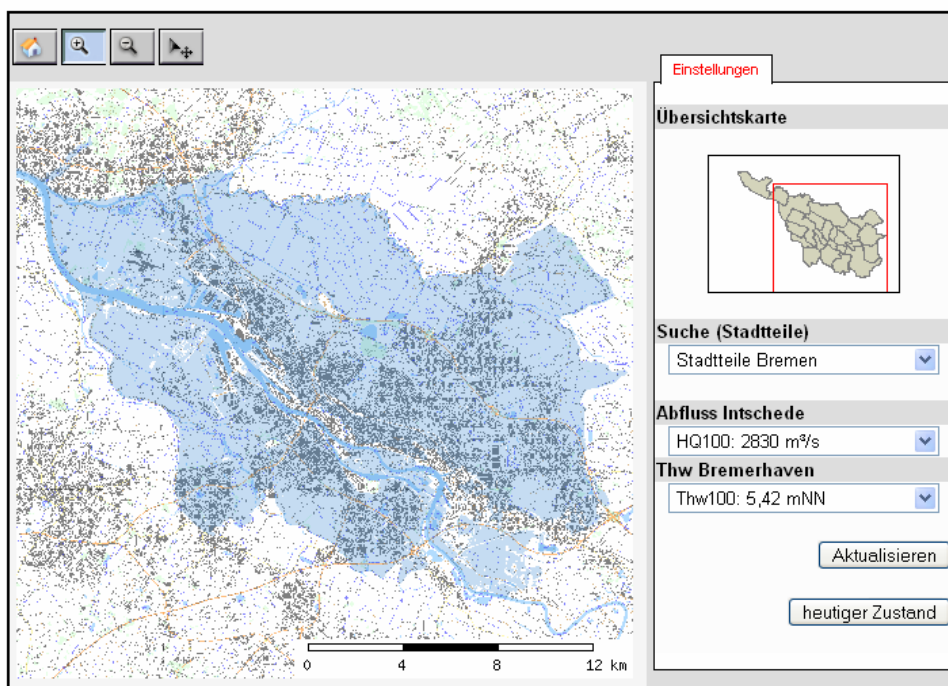 Einstellungen
Übersichtskarte
Suche (Stadtteile)
Stadtteile Bremen
Abfluss Intschede
HQ100: 2830 m³/s
Thw Bremerhaven
Thw100: 5,42 mNN
Aktualisieren
heutiger Zustand
0 4 8 12 km